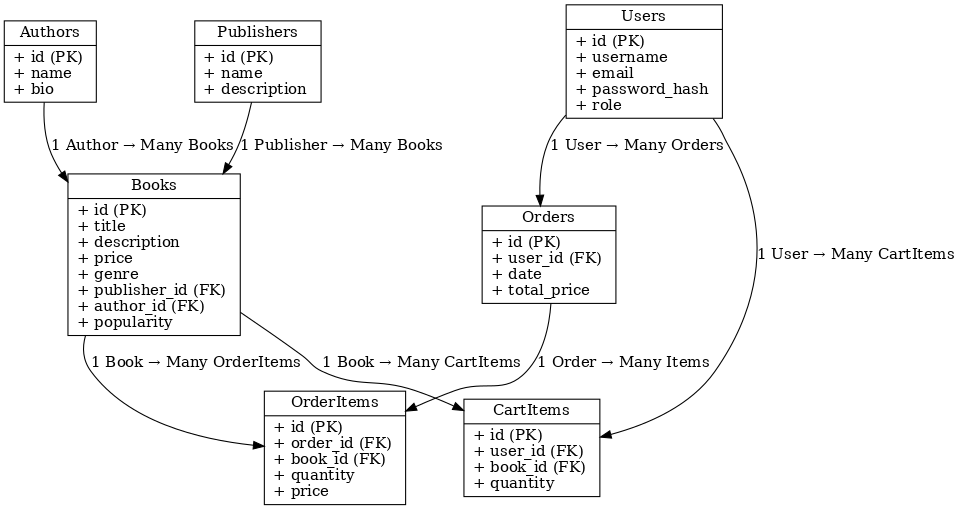 Authors
+ id (PK)
+ name
+ bio
Publishers
+ id (PK)
+ name
+ description
Users
+ id (PK)
+ username
+ email
+ password_hash
+ role
1 Author → Many Books
1 Publisher → Many Books
1 User → Many Orders
Books
+ id (PK)
+ title
+ description
+ price
+ genre
+ publisher_id (FK)
+ author_id (FK)
+ popularity
Orders
+ id (PK)
+ user_id (FK)
+ date
+ total_price
1 User → Many CartItems
1 Book → Many OrderItems
1 Book → Many CartItems
1 Order → Many Items
OrderItems
+ id (PK)
+ order_id (FK)
+ book_id (FK)
+ quantity
+ price
CartItems
+ id (PK)
+ user_id (FK)
+ book_id (FK)
+ quantity